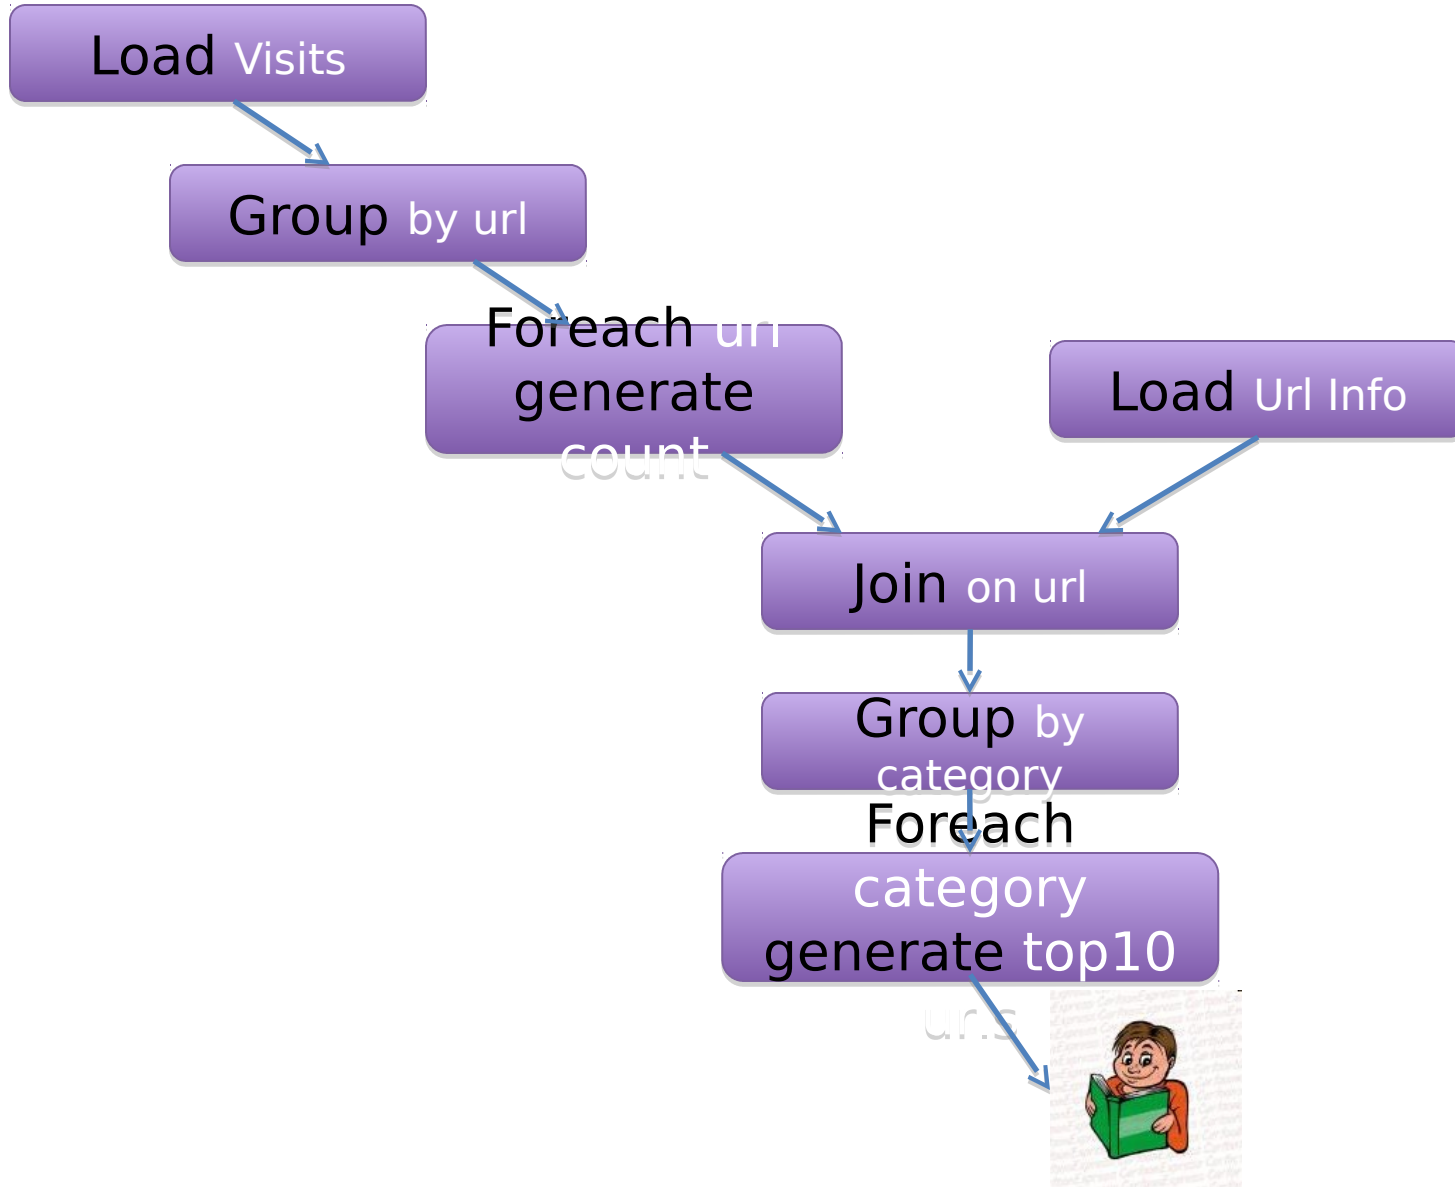 Load Visits
Group by url
Foreach url
generate
count
Load Url Info
Join on url
Group by
category
Foreach
category
generate top10
urls